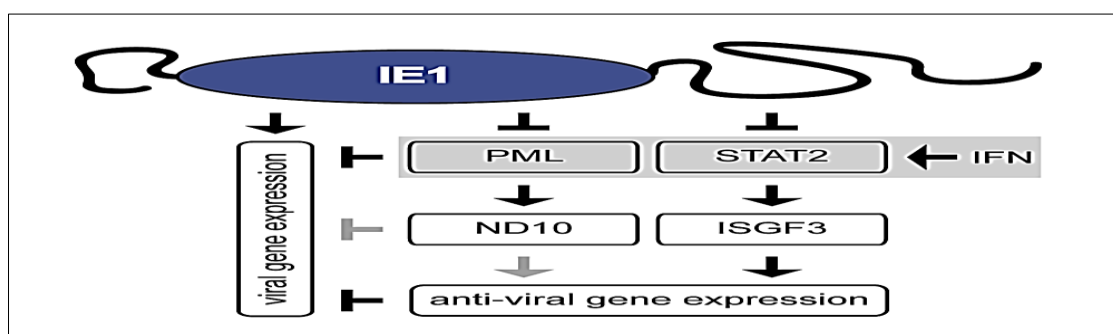 IE1
viral gene expression
PML
STAT2
IFN
ND10
ISGF3
anti-viral gene expression